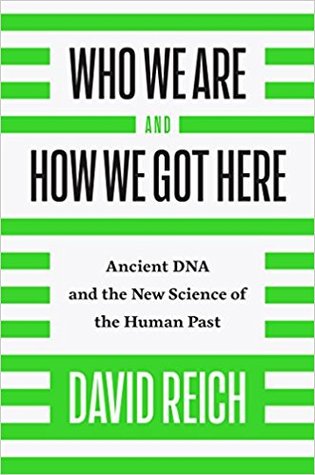 WHO WE ARE
AND
HOW WE GOT HERE
Ancient DNA
and the New Science of
the Human Past
DAVID REICH